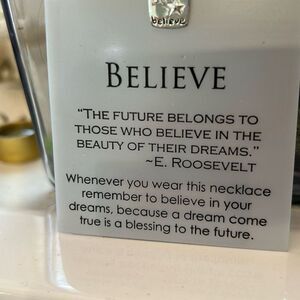 BELIEVE
BELIEVE
“THE FUTURE BELONGS TO
THOSE WHO BELIEVE IN THE
BEAUTY OF THEIR DREAMS.”
~E. ROOSEVELT
Whenever you wear this necklace
remember to believe in your
dreams, because a dream come
true is a blessing to the future.